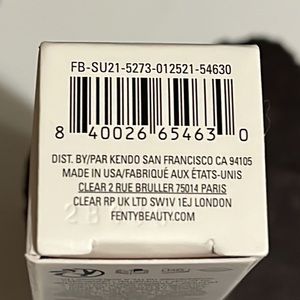 FB-SU21-5273-012521-54630
8 40026 65463 0
DIST. BY/PAR KENDO SAN FRANCISCO CA 94105
MADE IN USA/FABRIQUÉ AUX ÉTATS-UNIS
CLEAR 2 RUE BRULLER 75014 PARIS
CLEAR RP UK LTD SW1V 1EJ LONDON
FENTYBEAUTY.COM